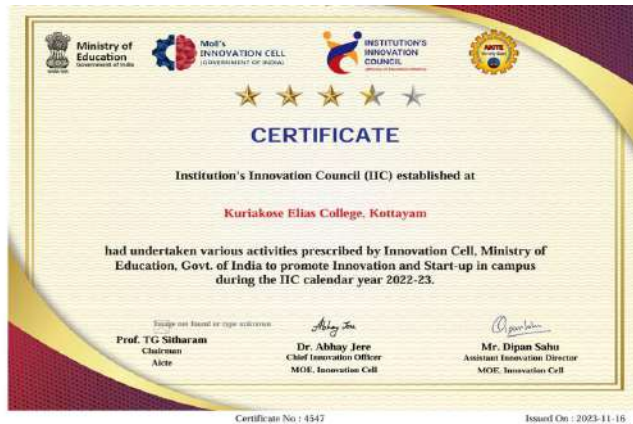 Ministry of
Education
Government of India
MoE's
INNOVATION CELL
(GOVERNMENT OF INDIA)
INSTITUTION'S
INNOVATION
COUNCIL
AICTE
CERTIFICATE
Institution's Innovation Council (IIC) established at
Kuriakose Elias College, Kottayam
had undertaken various activities prescribed by Innovation Cell, Ministry of
Education, Govt. of India to promote Innovation and Start-up in campus
during the IIC calendar year 2022-23.
Image not found or type unknown
Prof. TG Sitharam
Chairman
Aicte
Abhay Jere
Dr. Abhay Jere
Chief Innovation Officer
MOE, Innovation Cell
Mr. Dipan Sahu
Assistant Innovation Director
MOE, Innovation Cell
Certificate No : 4547
Issued On : 2023-11-16